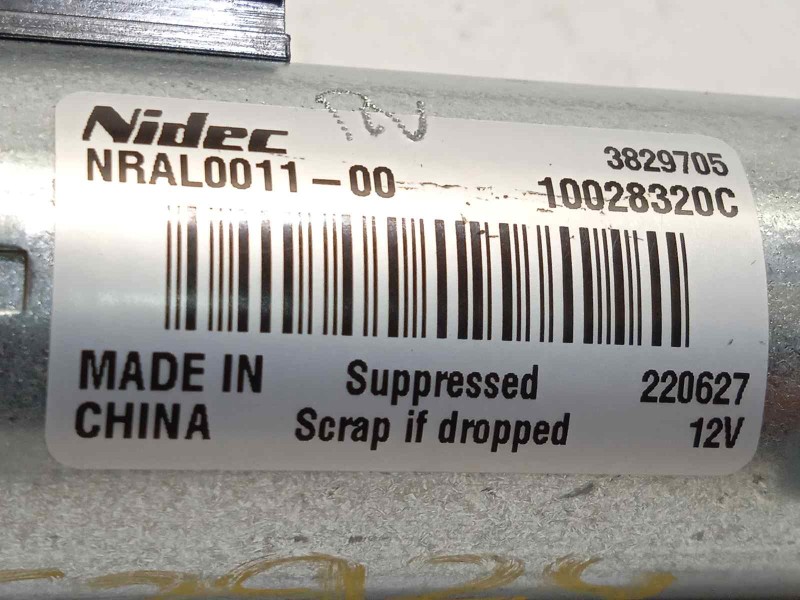 Nidec
NRAL0011-00
3829705
10028320C
MADE IN
CHINA
Suppressed
Scrap if dropped
220627
12V